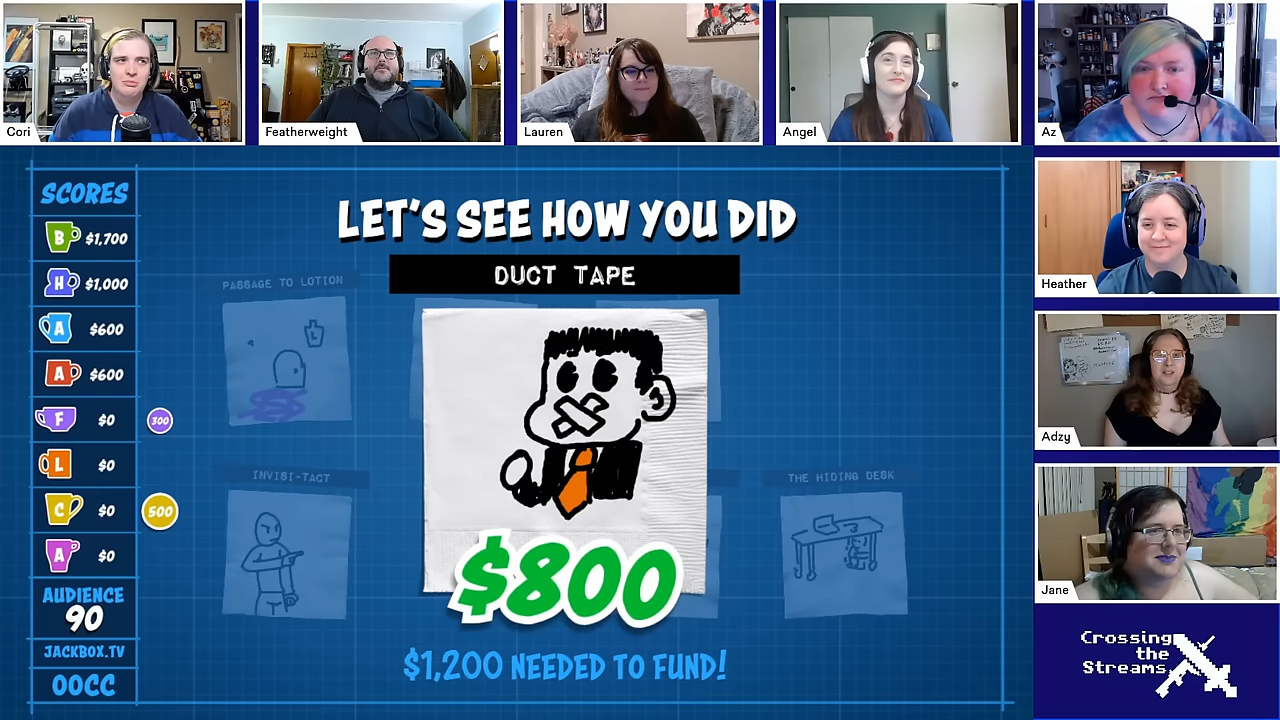 Cori
Featherweight
Lauren
Angel
Az
Heather
Adzy
Jane
Crossing
the
Streams
SCORES
B $1,700
H $1,000
A $600
A $600
F $0 300
L $0
C $0 500
A $0
AUDIENCE
90
JACKBOX.TV
OOCC
LET'S SEE HOW YOU DID
DUCT TAPE
PASSAGE TO LOTION
L
INVISI-TACT
THE HIDING DESK
$800
$1,200 NEEDED TO FUND!